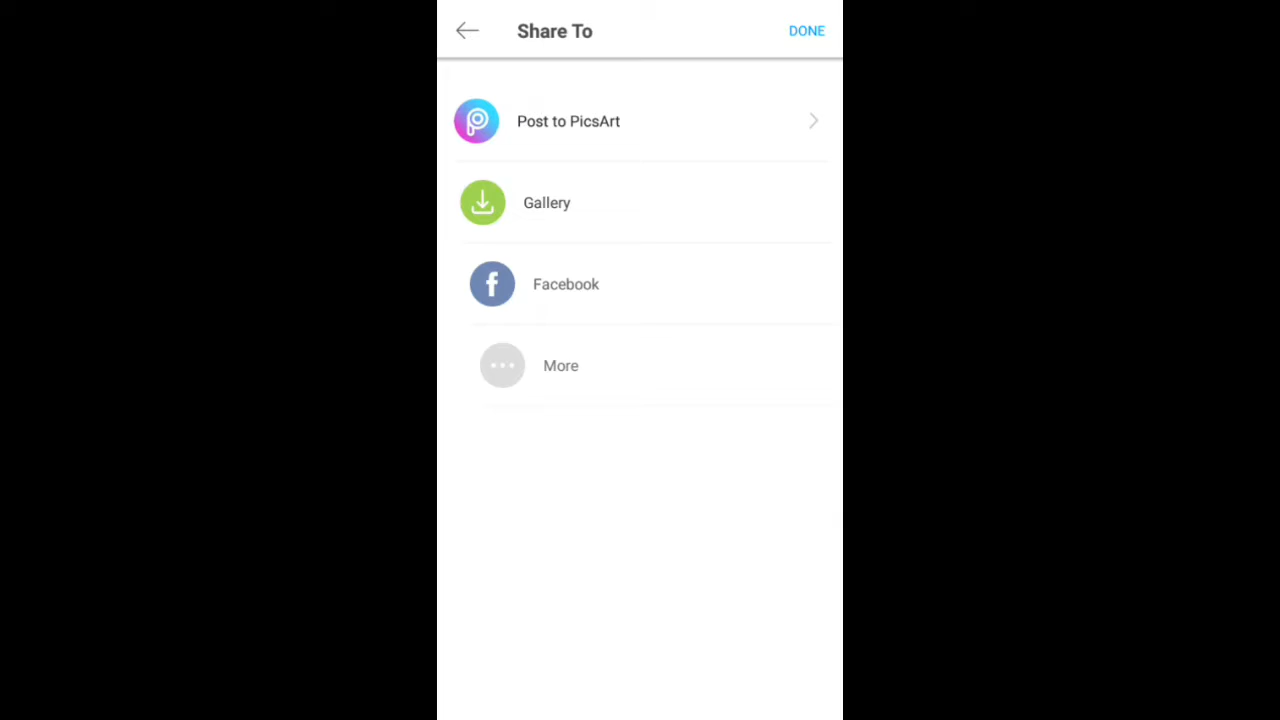 Share To
DONE
Post to PicsArt
Gallery
Facebook
More